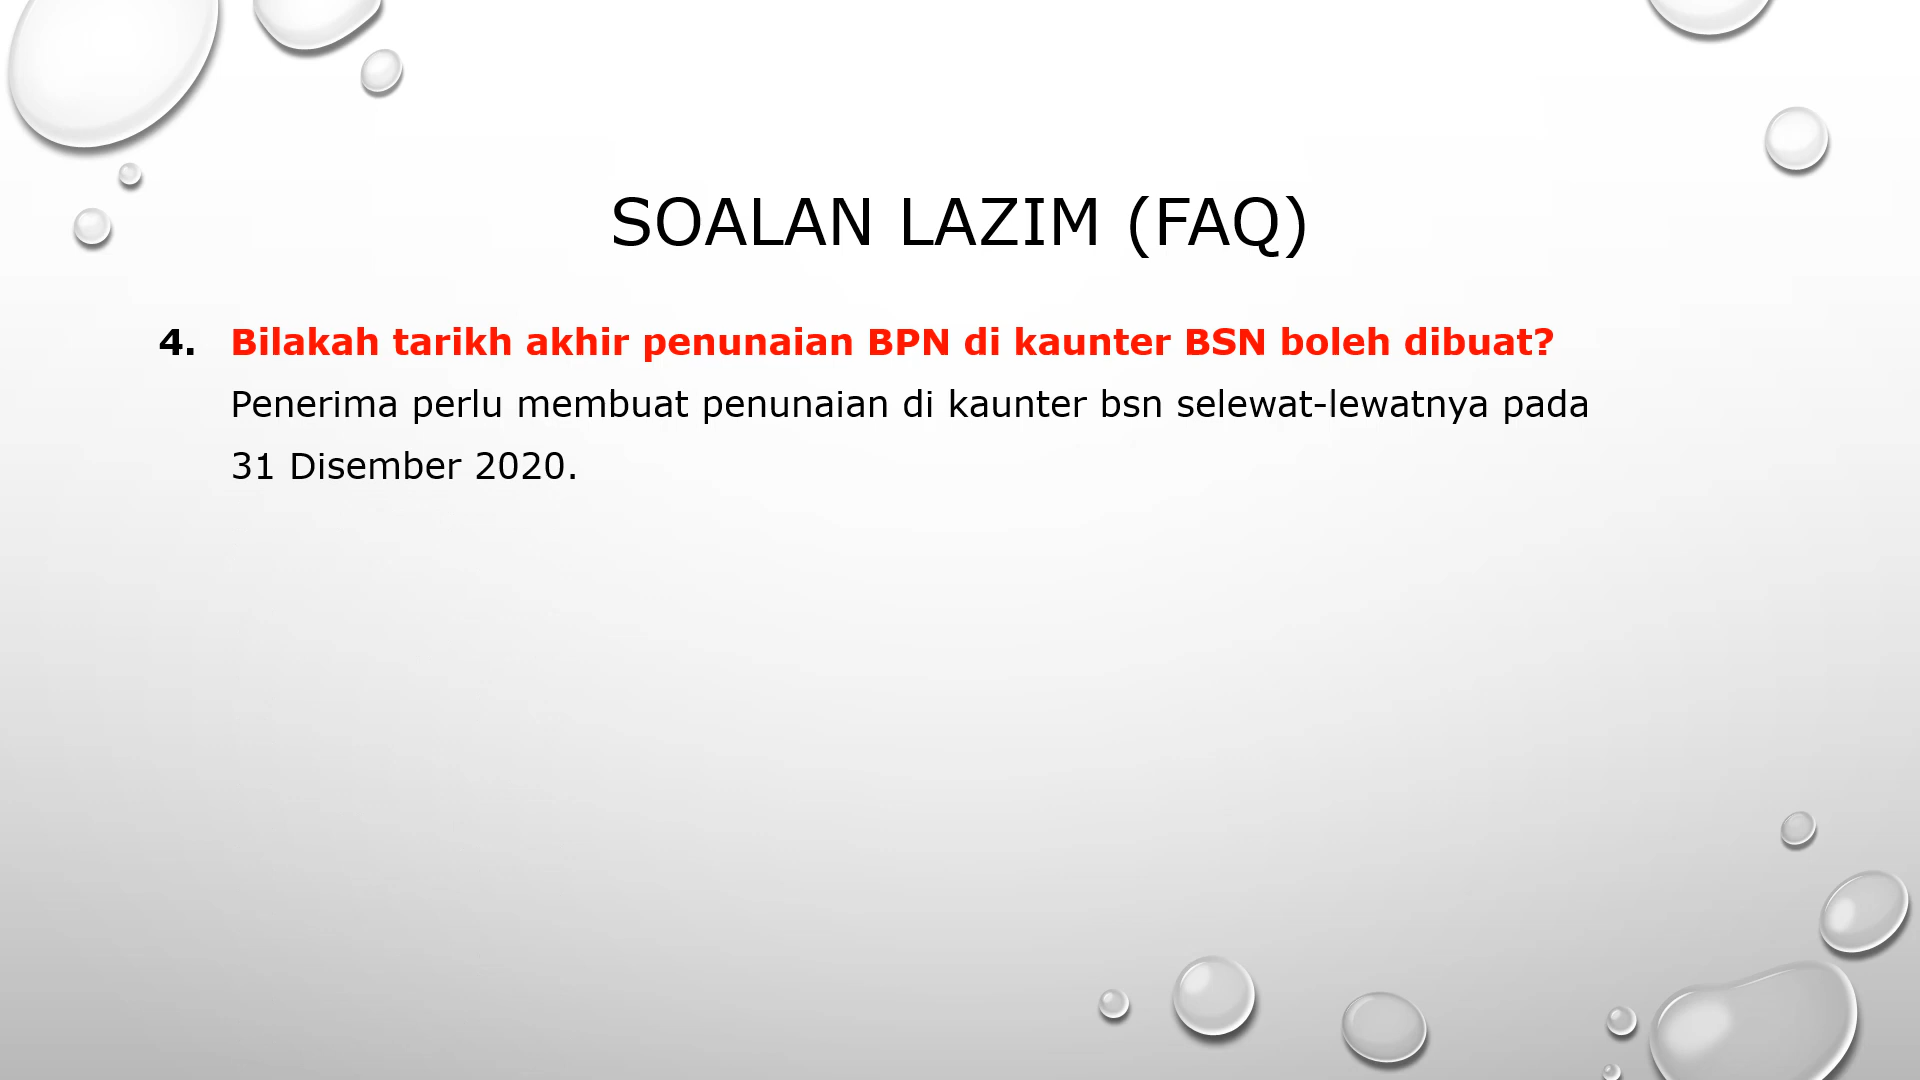 SOALAN LAZIM (FAQ)
4. Bilakah tarikh akhir penunaian BPN di kaunter BSN boleh dibuat?
Penerima perlu membuat penunaian di kaunter bsn selewat-lewatnya pada
31 Disember 2020.